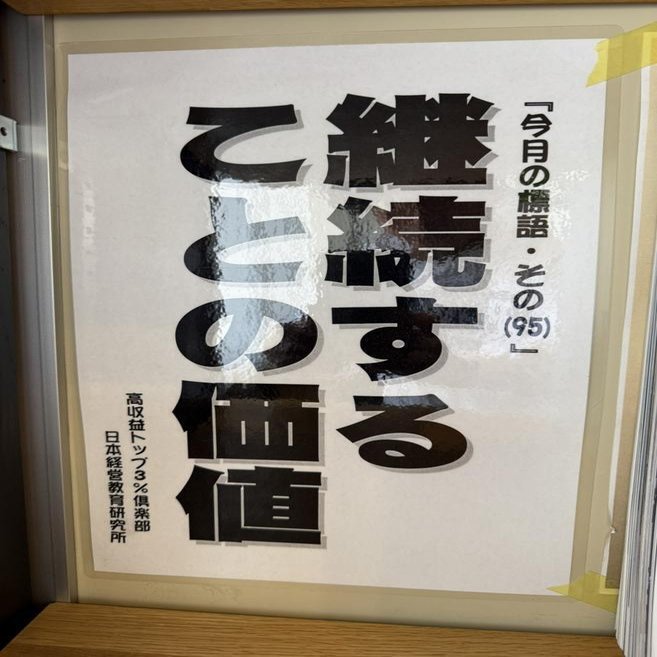 『今月の標語・その(95)』
継続する
ことの価値
高収益トップ3%倶楽部
日本経営教育研究所